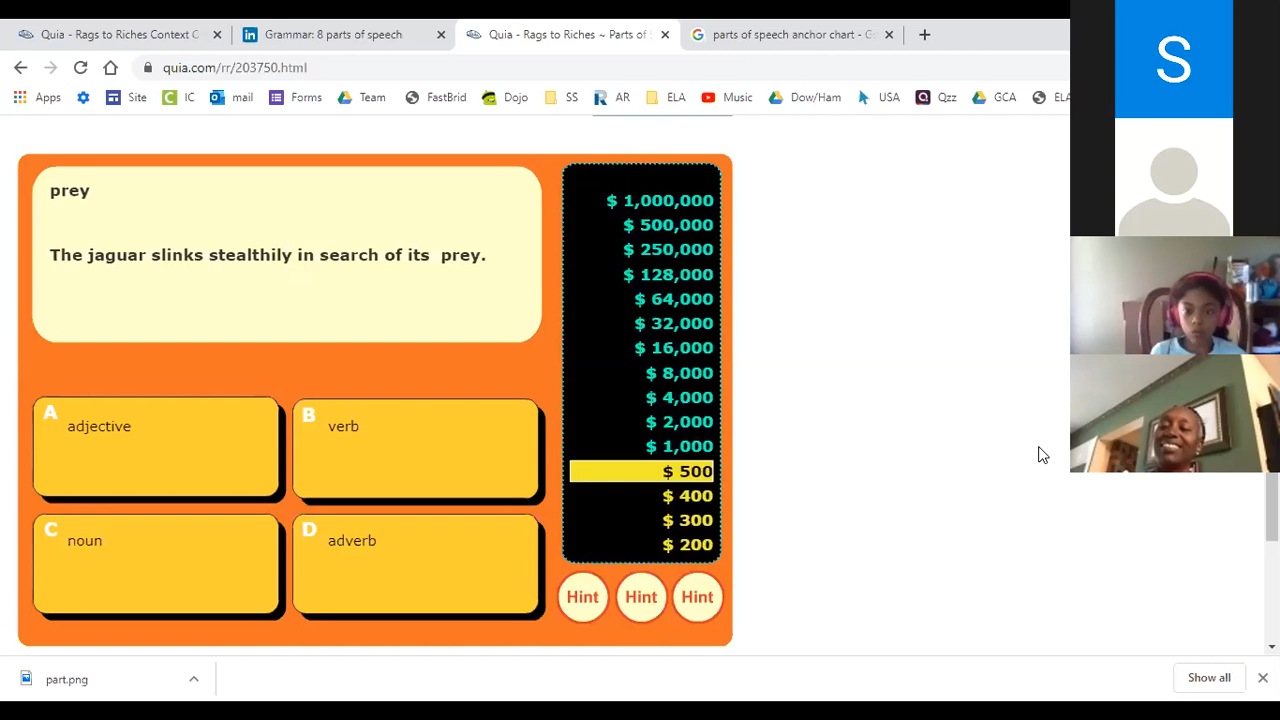 Quia - Rags to Riches Context C
Grammar: 8 parts of speech
Quia - Rags to Riches ~ Parts of
parts of speech anchor chart - G
quia.com/rr/203750.html
Apps
Site
IC
mail
Forms
Team
FastBrid
Dojo
SS
AR
ELA
Music
Dow/Ham
USA
Qzz
GCA
ELA
S
prey
The jaguar slinks stealthily in search of its prey.
A
adjective
B
verb
C
noun
D
adverb
$ 1,000,000
$ 500,000
$ 250,000
$ 128,000
$ 64,000
$ 32,000
$ 16,000
$ 8,000
$ 4,000
$ 2,000
$ 1,000
$ 500
$ 400
$ 300
$ 200
Hint
Hint
Hint
part.png
Show all